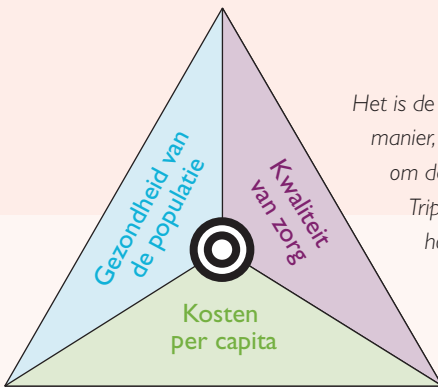 Gezondheid van
de populatie
Kwaliteit
van zorg
Kosten
per capita
Het is de
manier,
om de
Trip
he